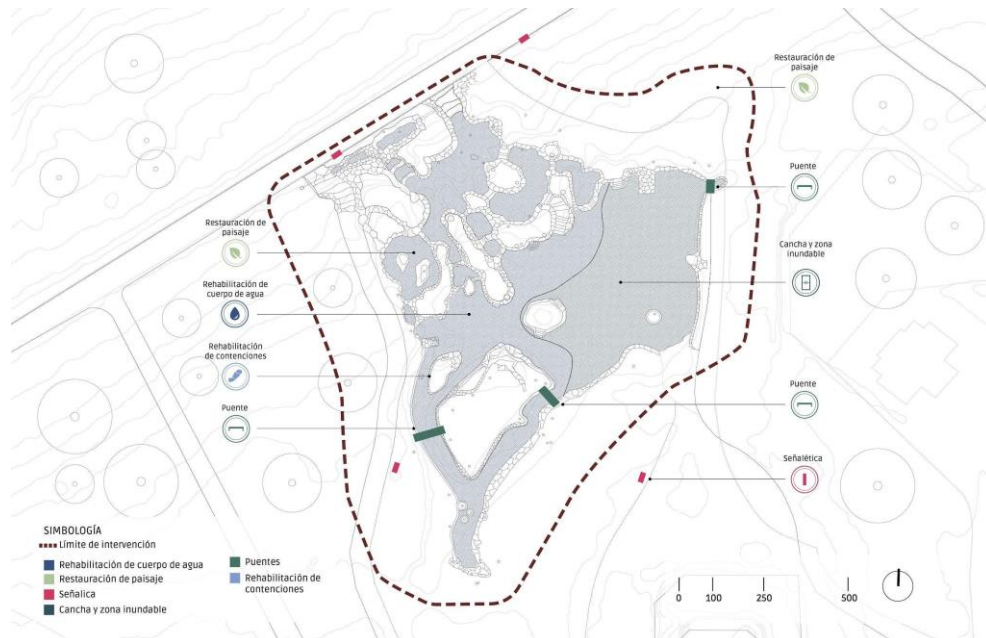 Restauración de
paisaje
Puente
Cancha y zona
inundable
Puente
Señalética
Restauración de
paisaje
Rehabilitación de
cuerpo de agua
Rehabilitación
de contenciones
Puente
SIMBOLOGÍA
Límite de intervención
Rehabilitación de cuerpo de agua
Restauración de paisaje
Señalica
Cancha y zona inundable
Puentes
Rehabilitación de
contenciones
0 100 250 500